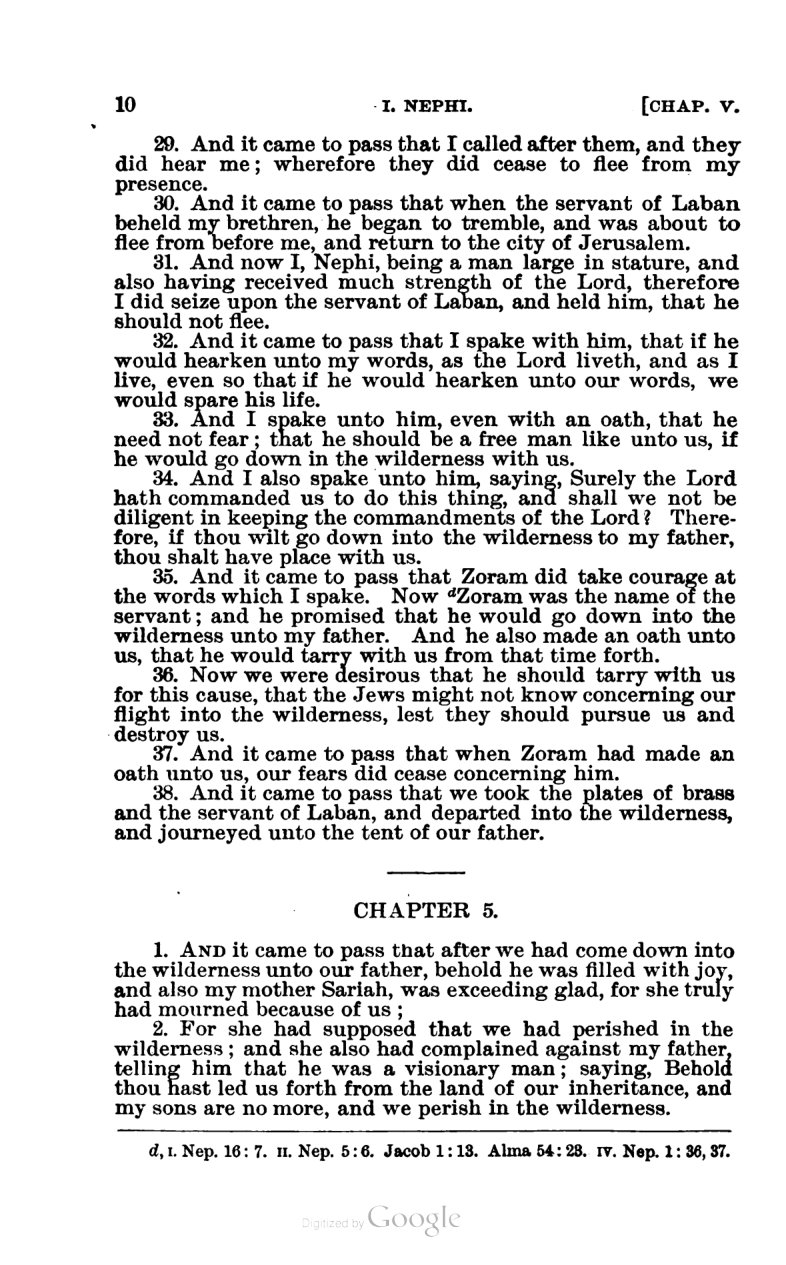 10 I. NEPHI. [CHAP. V.
29. And it came to pass that I called after them, and they
did hear me; wherefore they did cease to flee from my
presence.
30. And it came to pass that when the servant of Laban
beheld my brethren, he began to tremble, and was about to
flee from before me, and return to the city of Jerusalem.
31. And now I, Nephi, being a man large in stature, and
also having received much strength of the Lord, therefore
I did seize upon the servant of Laban, and held him, that he
should not flee.
32. And it came to pass that I spake with him, that if he
would hearken unto my words, as the Lord liveth, and as I
live, even so that if he would hearken unto our words, we
would spare his life.
33. And I spake unto him, even with an oath, that he
need not fear; that he should be a free man like unto us, if
he would go down in the wilderness with us.
34. And I also spake unto him, saying, Surely the Lord
hath commanded us to do this thing, and shall we not be
diligent in keeping the commandments of the Lord? There-
fore, if thou wilt go down into the wilderness to my father,
thou shalt have place with us.
35. And it came to pass that Zoram did take courage at
the words which I spake. Now dZoram was the name of the
servant; and he promised that he would go down into the
wilderness unto my father. And he also made an oath unto
us, that he would tarry with us from that time forth.
36. Now we were desirous that he should tarry with us
for this cause, that the Jews might not know concerning our
flight into the wilderness, lest they should pursue us and
destroy us.
37. And it came to pass that when Zoram had made an
oath unto us, our fears did cease concerning him.
38. And it came to pass that we took the plates of brass
and the servant of Laban, and departed into the wilderness,
and journeyed unto the tent of our father.
CHAPTER 5.
1. AND it came to pass that after we had come down into
the wilderness unto our father, behold he was filled with joy,
and also my mother Sariah, was exceeding glad, for she truly
had mourned because of us;
2. For she had supposed that we had perished in the
wilderness; and she also had complained against my father,
telling him that he was a visionary man; saying, Behold
thou hast led us forth from the land of our inheritance, and
my sons are no more, and we perish in the wilderness.
d, I. Nep. 16: 7. II. Nep. 5: 6. Jacob 1: 13. Alma 54: 23. IV. Nep. 1: 36, 37.
Digitized by Google